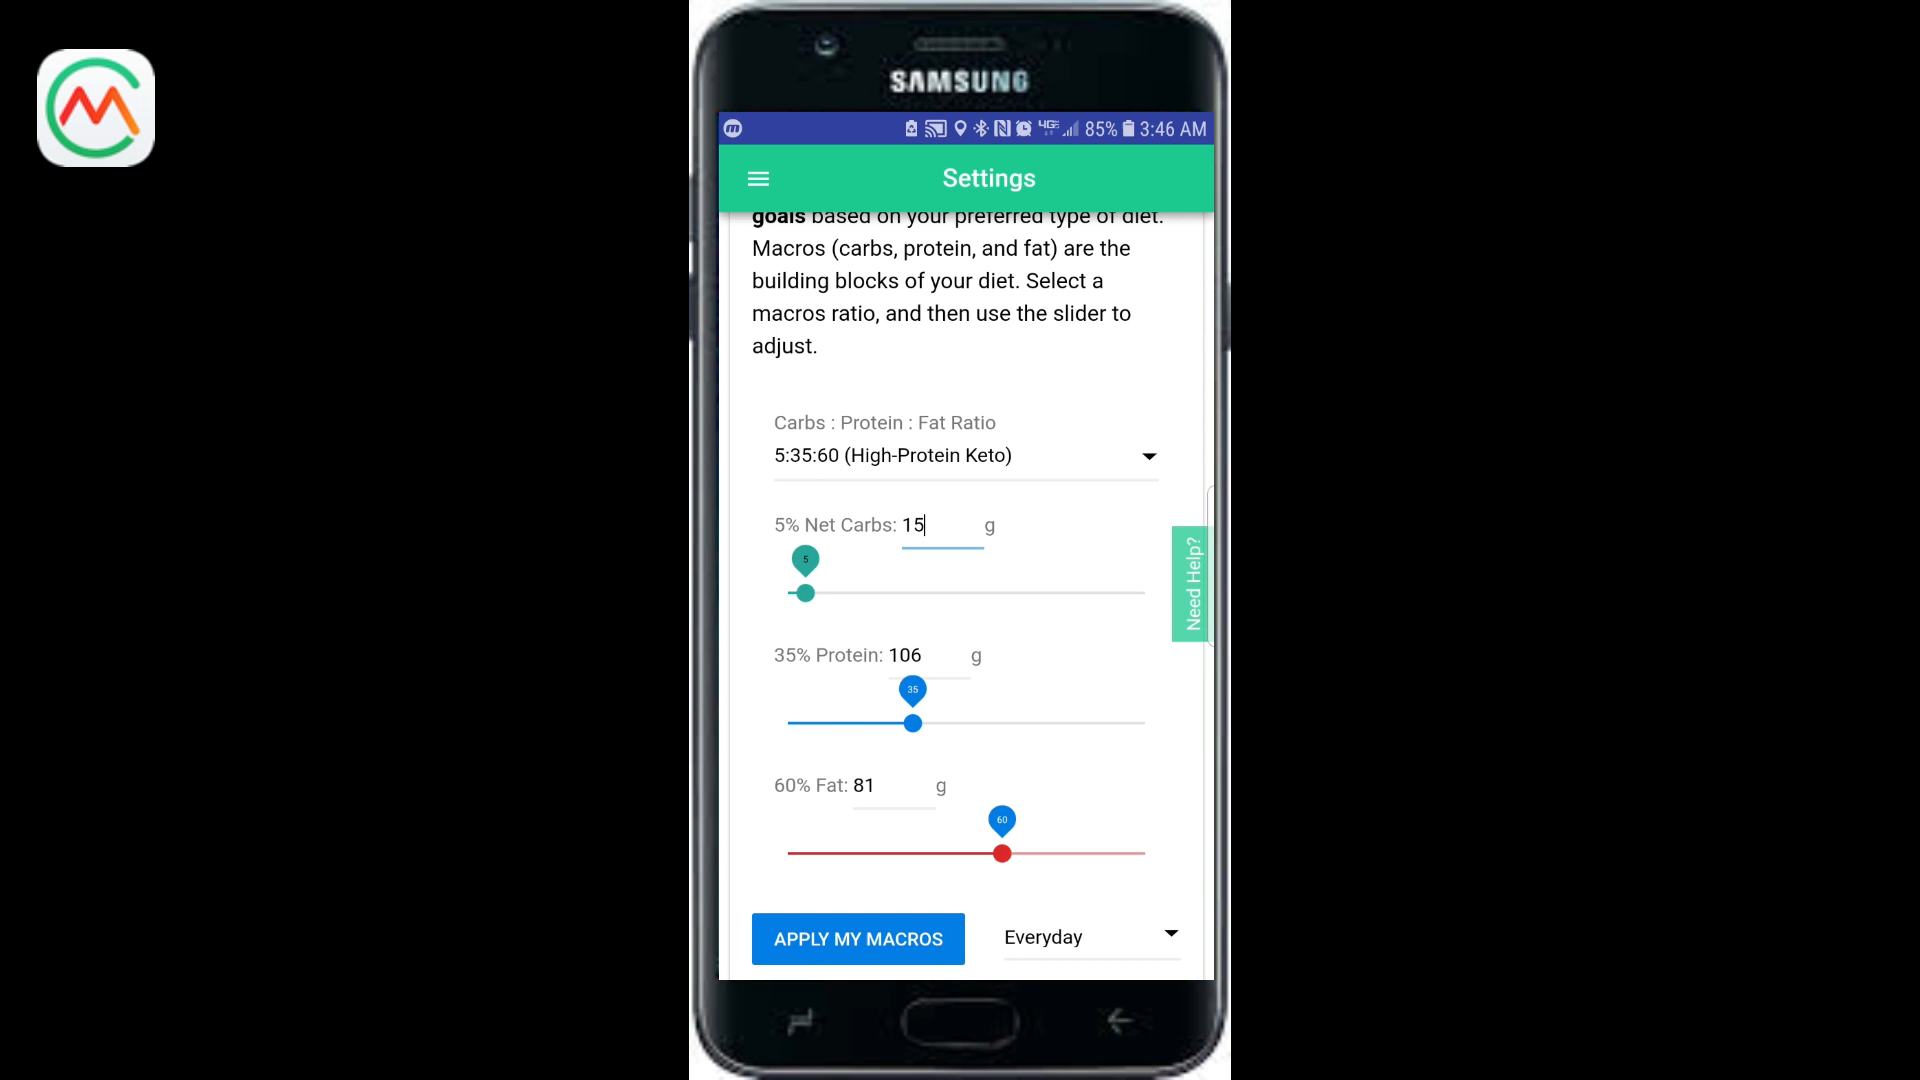 SAMSUNG
85% 3:46 AM
Settings
goals based on your preferred type of diet.
Macros (carbs, protein, and fat) are the
building blocks of your diet. Select a
macros ratio, and then use the slider to
adjust.
Carbs : Protein : Fat Ratio
5:35:60 (High-Protein Keto)
5% Net Carbs: 15 g
5
Need Help?
35% Protein: 106 g
35
60% Fat: 81 g
60
APPLY MY MACROS
Everyday